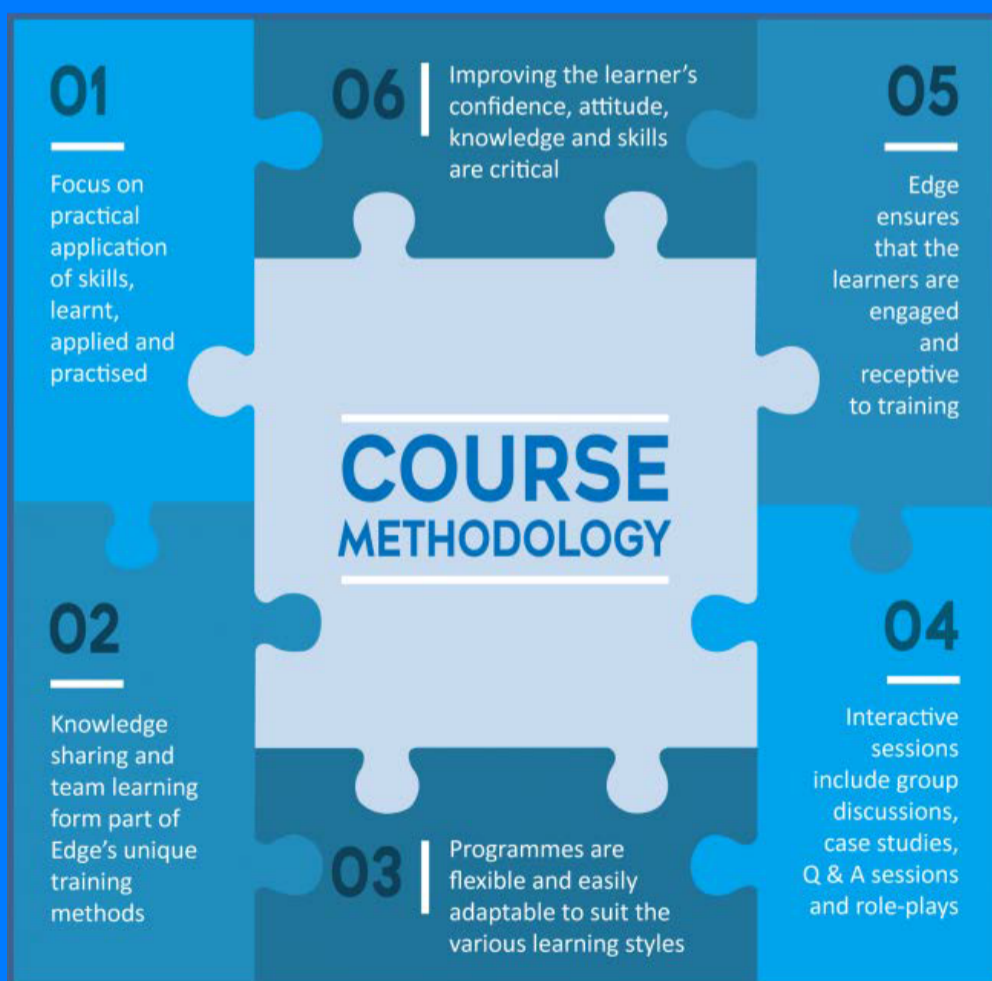 01
Focus on
practical
application
of skills,
learnt,
applied and
practised
02
Knowledge
sharing and
team learning
form part of
Edge's unique
training
methods
03
Programmes are
flexible and easily
adaptable to suit the
various learning styles
04
Interactive
sessions
include group
discussions,
case studies,
Q & A sessions
and role-plays
05
Edge
ensures
that the
learners are
engaged
and
receptive
to training
06
Improving the learner's
confidence, attitude,
knowledge and skills
are critical
COURSE
METHODOLOGY